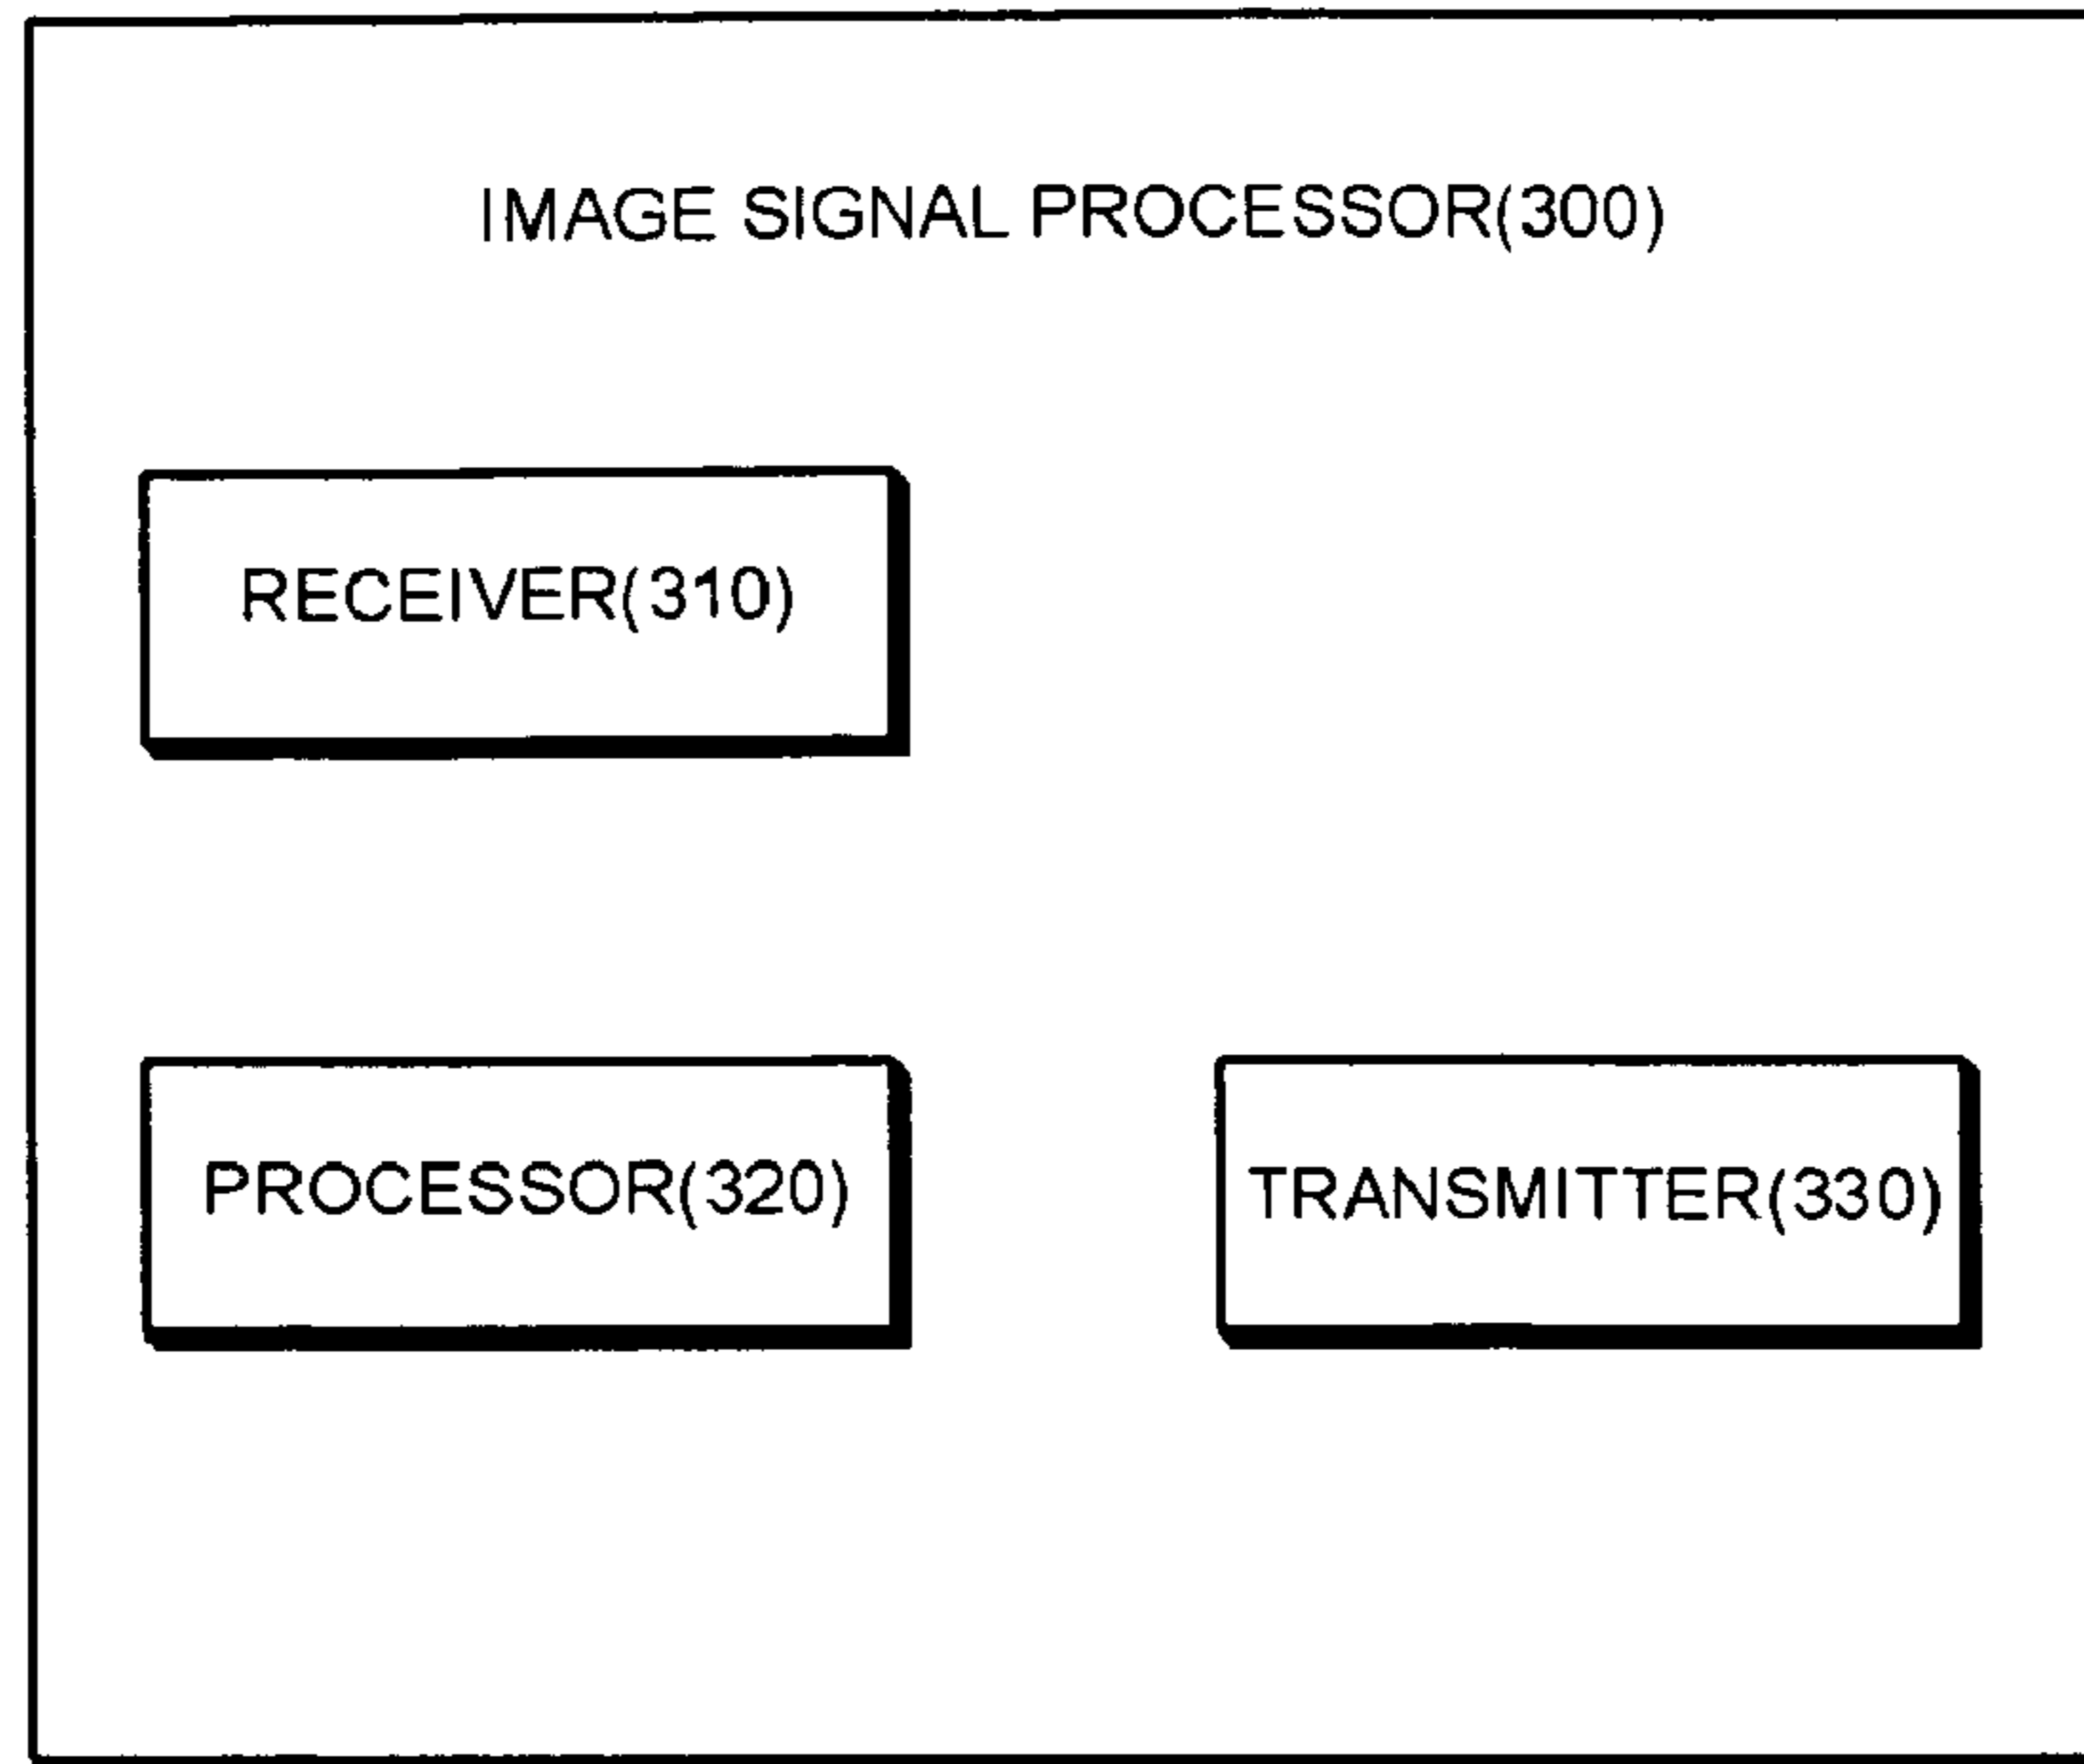 IMAGE SIGNAL PROCESSOR(300)
RECEIVER(310)
PROCESSOR(320)
TRANSMITTER(330)